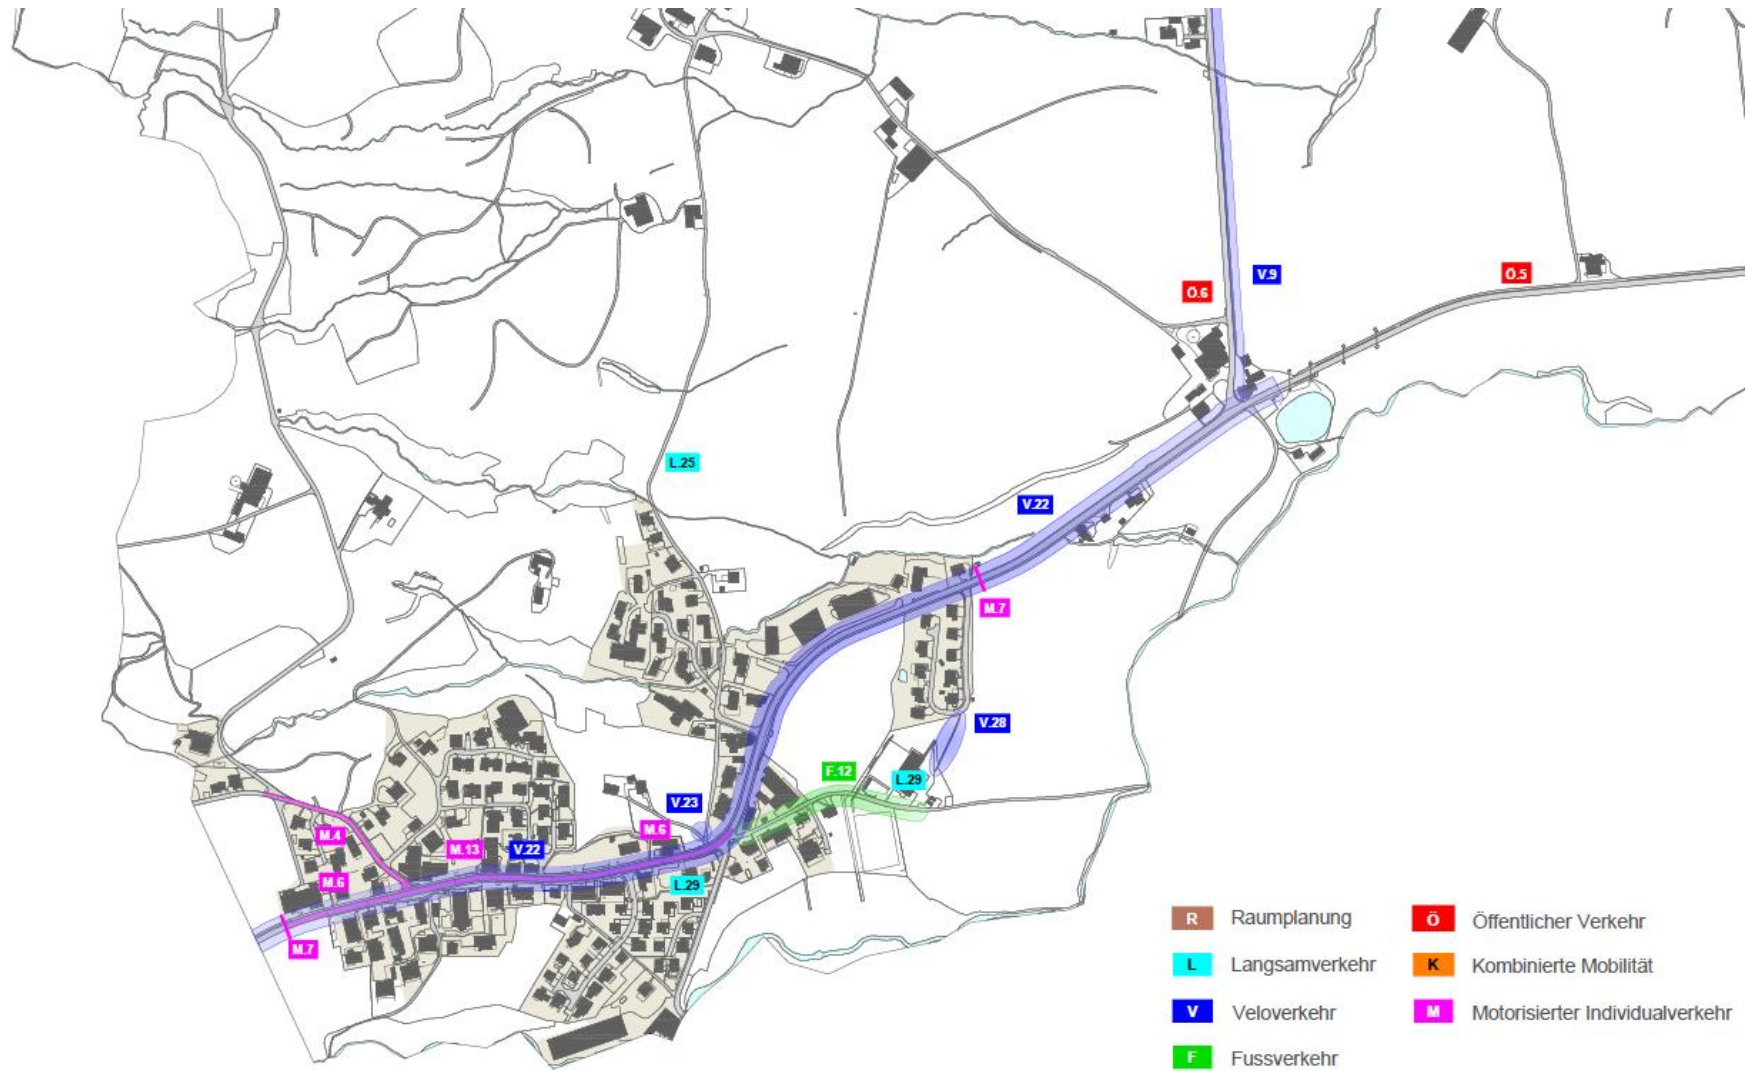 V.9
Ö.5
Ö.6
L.25
V.22
M.7
V.28
F.12
L.29
V.23
M.6
M.4
M.13
V.22
M.6
L.29
M.7
R Raumplanung
Ö Öffentlicher Verkehr
L Langsamverkehr
K Kombinierte Mobilität
V Veloverkehr
M Motorisierter Individualverkehr
F Fussverkehr